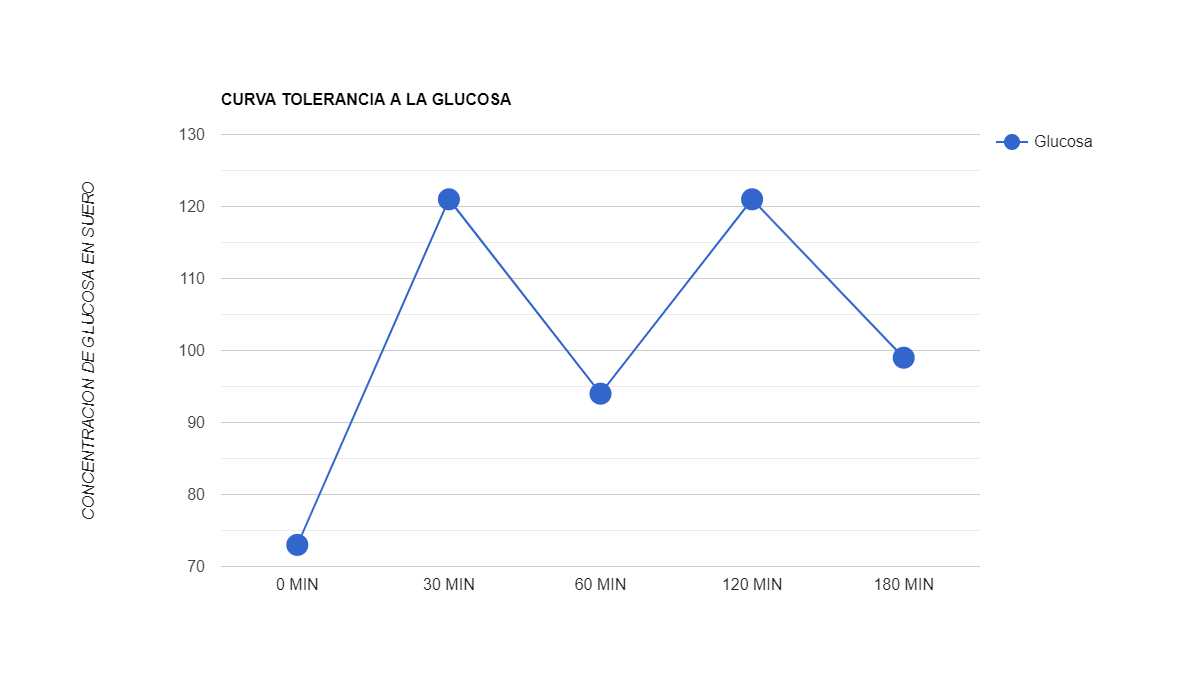 CURVA TOLERANCIA A LA GLUCOSA
Glucosa
CONCENTRACION DE GLUCOSA EN SUERO
130
120
110
100
90
80
70
0 MIN
30 MIN
60 MIN
120 MIN
180 MIN